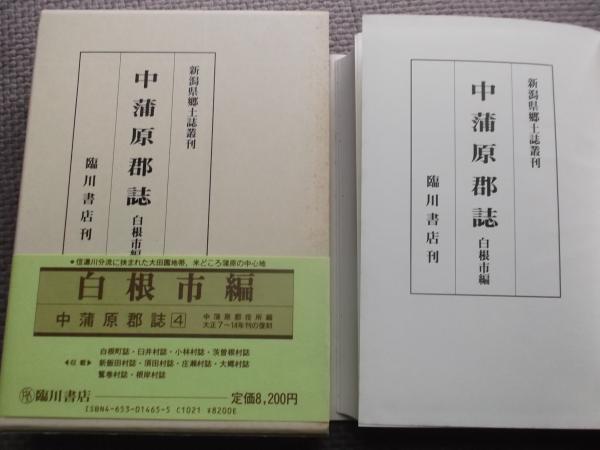 新潟県郷土誌叢刊
中蒲原郡誌 白根市編
臨川書店刊
●信濃川分流に挟まれた大田園地帯、米どころ蒲原の中心地
白根市編
中蒲原郡誌 4
中蒲原郡役所編
大正7〜14年刊の復刻
◀収載▶
白根町誌・臼井村誌・小林村誌・茨曽根村誌
新飯田村誌・須田村誌・庄瀬村誌・大郷村誌
鷲巻村誌・根岸村誌
臨川書店
定価8,200円
ISBN4-653-01465-5 C1021 ¥8200E
新潟県郷土誌叢刊
中蒲原郡誌 白根市編
臨川書店刊